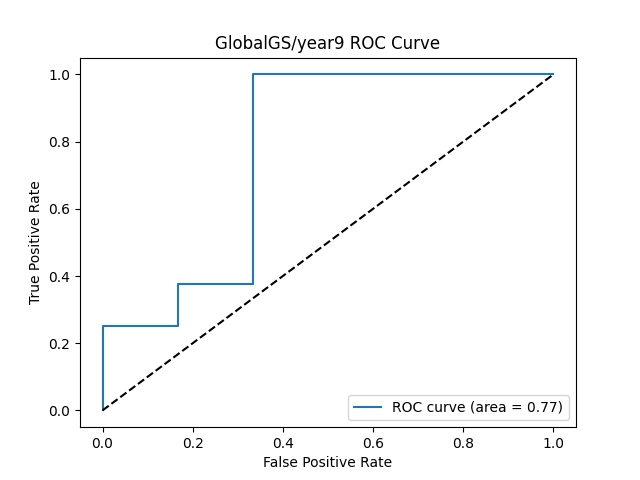 GlobalGS/year9 ROC Curve
True Positive Rate
1.0
0.8
0.6
0.4
0.2
0.0
0.0 0.2 0.4 0.6 0.8 1.0
False Positive Rate
ROC curve (area = 0.77)